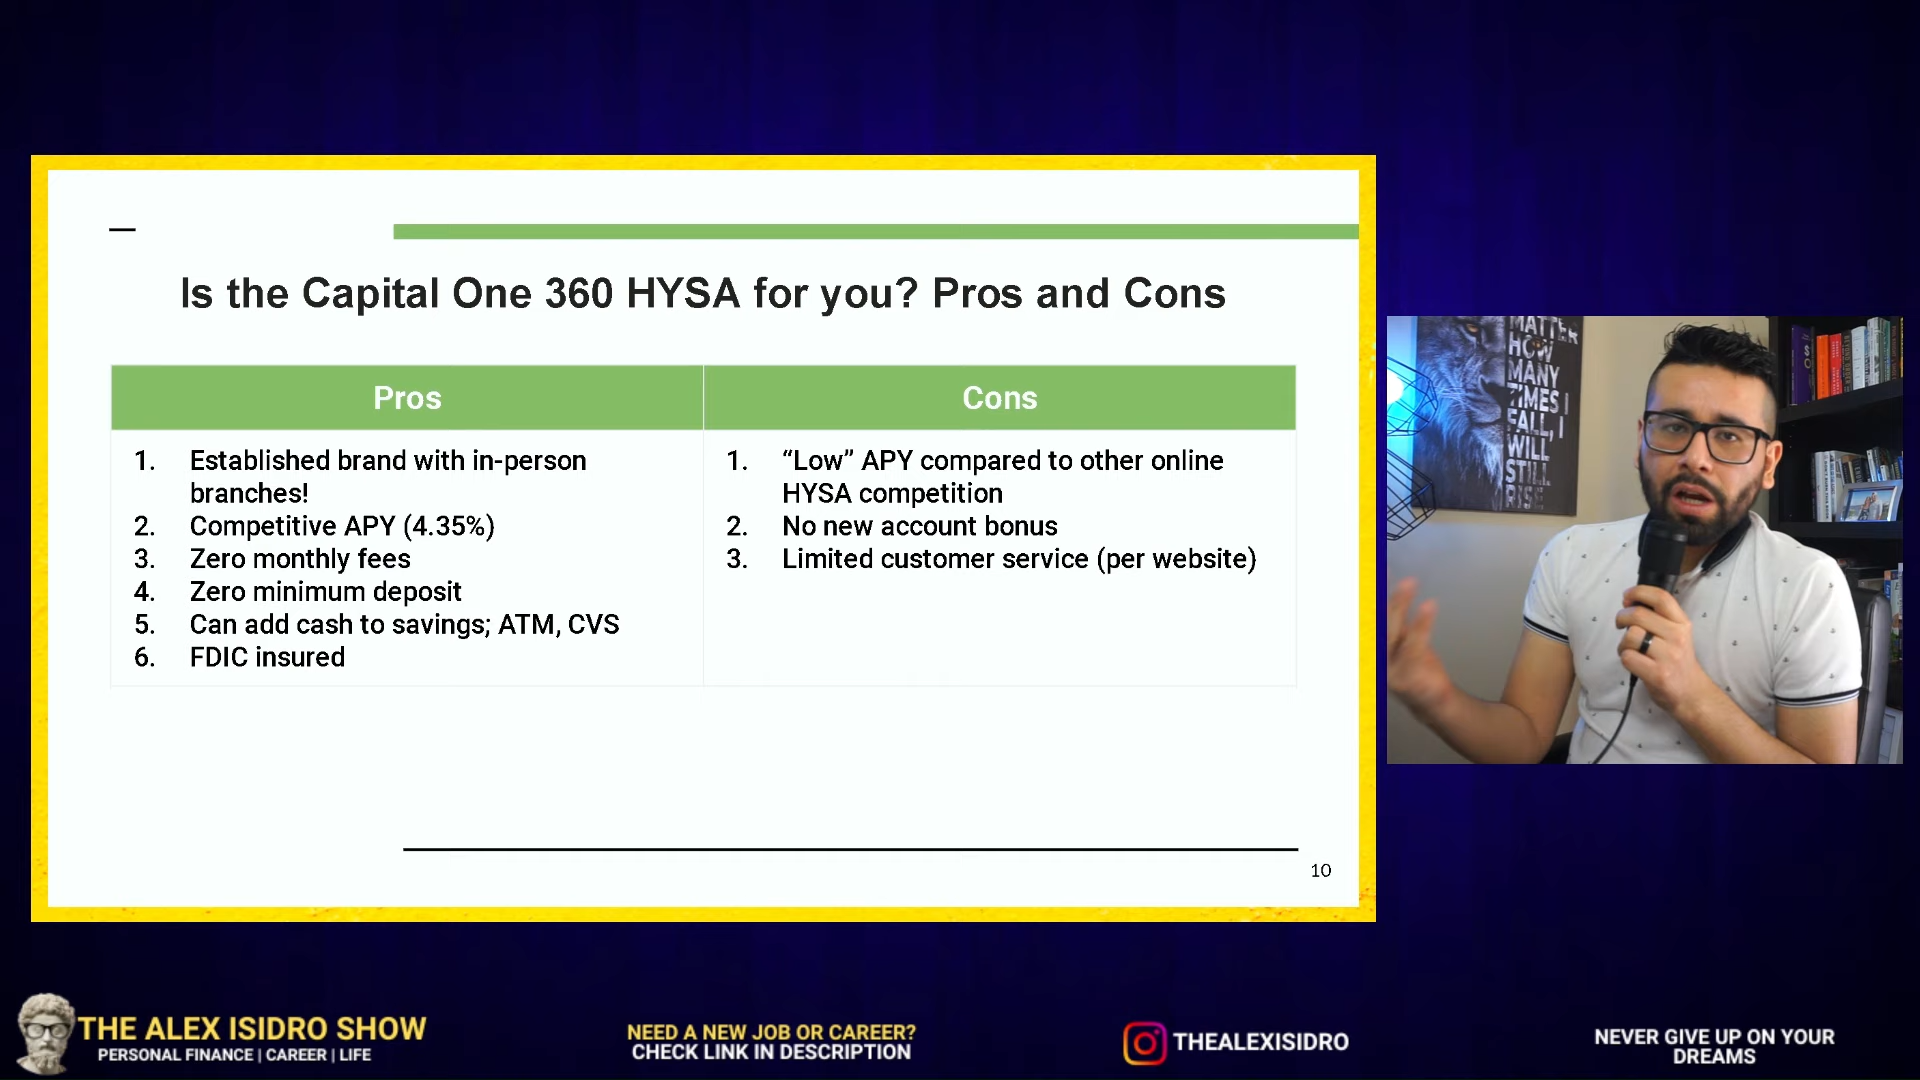 Is the Capital One 360 HYSA for you? Pros and Cons
Pros
Cons
1. Established brand with in-person
branches!
2. Competitive APY (4.35%)
3. Zero monthly fees
4. Zero minimum deposit
5. Can add cash to savings; ATM, CVS
6. FDIC insured
1. “Low” APY compared to other online
HYSA competition
2. No new account bonus
3. Limited customer service (per website)
10
MATTER
HOW
MANY
TIMES I
FALL, I
WILL
STILL
RISE.
THE ALEX ISIDRO SHOW
PERSONAL FINANCE | CAREER | LIFE
NEED A NEW JOB OR CAREER?
CHECK LINK IN DESCRIPTION
THEALEXISIDRO
NEVER GIVE UP ON YOUR
DREAMS